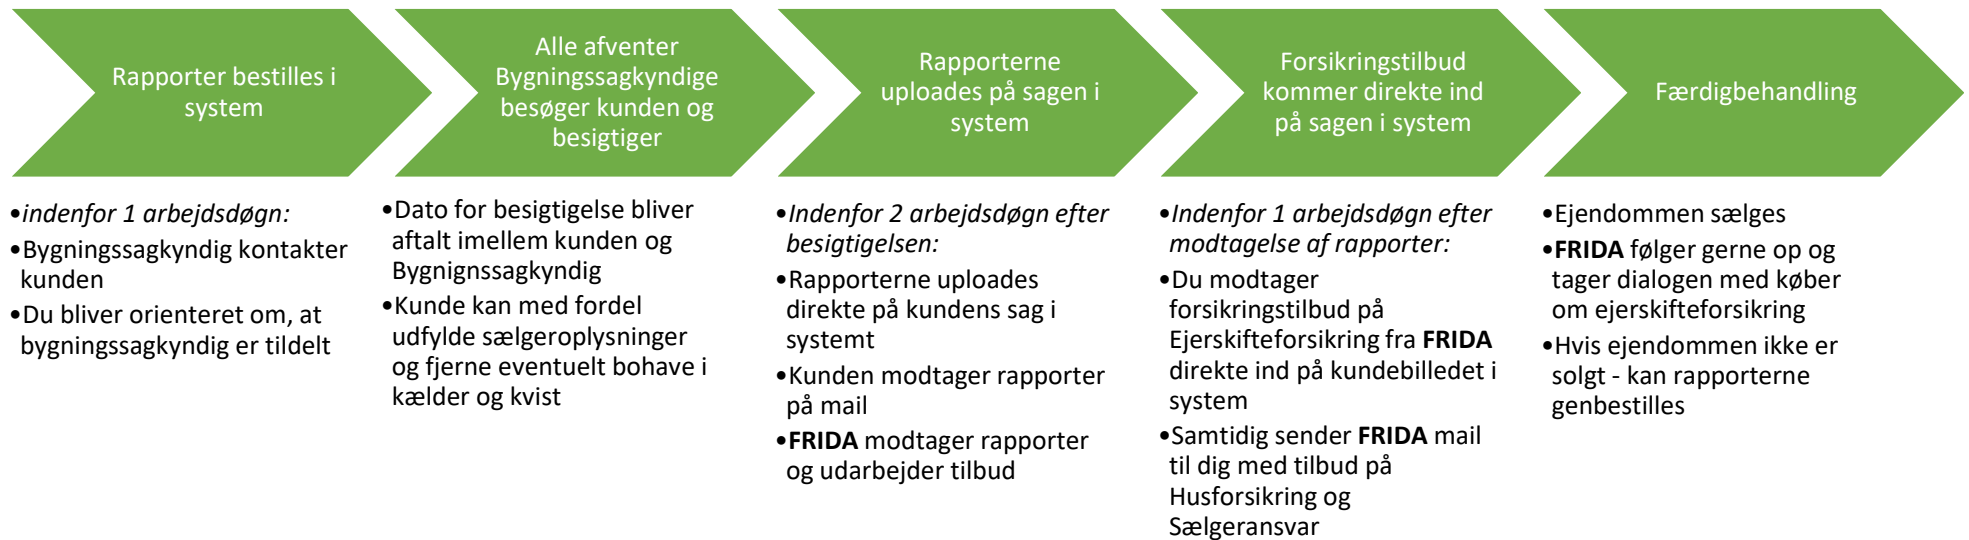 Rapporter bestilles i
system
Alle afventer
Bygningssagkyndige
besøger kunden og
besigtiger
Rapporterne
uploades på sagen i
system
Forsikringstilbud
kommer direkte ind
på sagen i system
Færdigbehandling
•indenfor 1 arbejdsdøgn:
•Bygningssagkyndig kontakter
kunden
•Du bliver orienteret om, at
bygningssagkyndig er tildelt
•Dato for besigtigelse bliver
aftalt imellem kunden og
Bygnignssagkyndig
•Kunde kan med fordel
udfylde sælgeroplysninger
og fjerne eventuelt bohave i
kælder og kvist
•Indenfor 2 arbejdsdøgn efter
besigtigelsen:
•Rapporterne uploades
direkte på kundens sag i
systemt
•Kunden modtager rapporter
på mail
•FRIDA modtager rapporter
og udarbejder tilbud
•Indenfor 1 arbejdsdøgn efter
modtagelse af rapporter:
•Du modtager
forsikringstilbud på
Ejerskifteforsikring fra FRIDA
direkte ind på kundebilledet i
system
•Samtidig sender FRIDA mail
til dig med tilbud på
Husforsikring og
Sælgeransvar
•Ejendommen sælges
•FRIDA følger gerne op og
tager dialogen med køber
om ejerskifteforsikring
•Hvis ejendommen ikke er
solgt - kan rapporterne
genbestilles